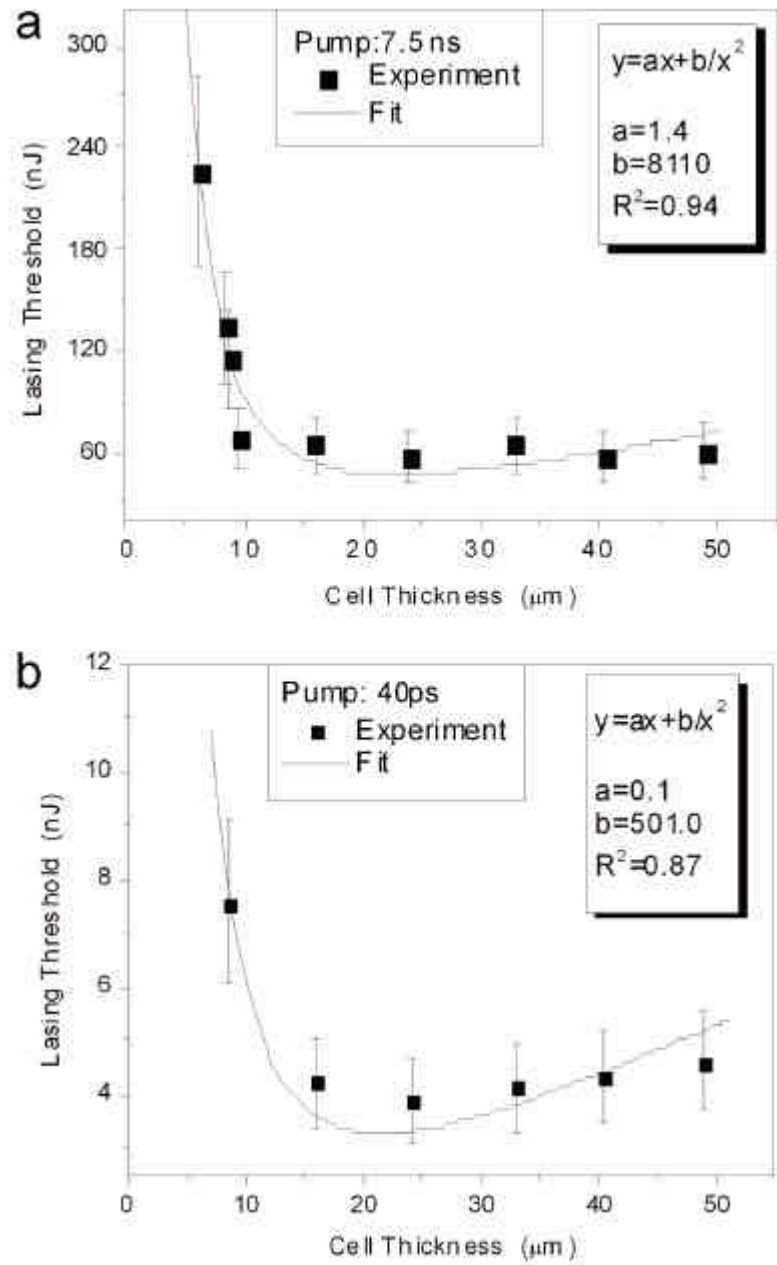 a
Pump:7.5 ns
Experiment
Fit
y=ax+b/x²
a=1.4
b=8110
R²=0.94
Lasing Threshold (nJ)
300
240
180
120
60
0 10 20 30 40 50
Cell Thickness (μm)
b
Pump: 40ps
Experiment
Fit
y=ax+b/x²
a=0.1
b=501.0
R²=0.87
Lasing Threshold (nJ)
12
10
8
6
4
0 10 20 30 40 50
Cell Thickness (μm)